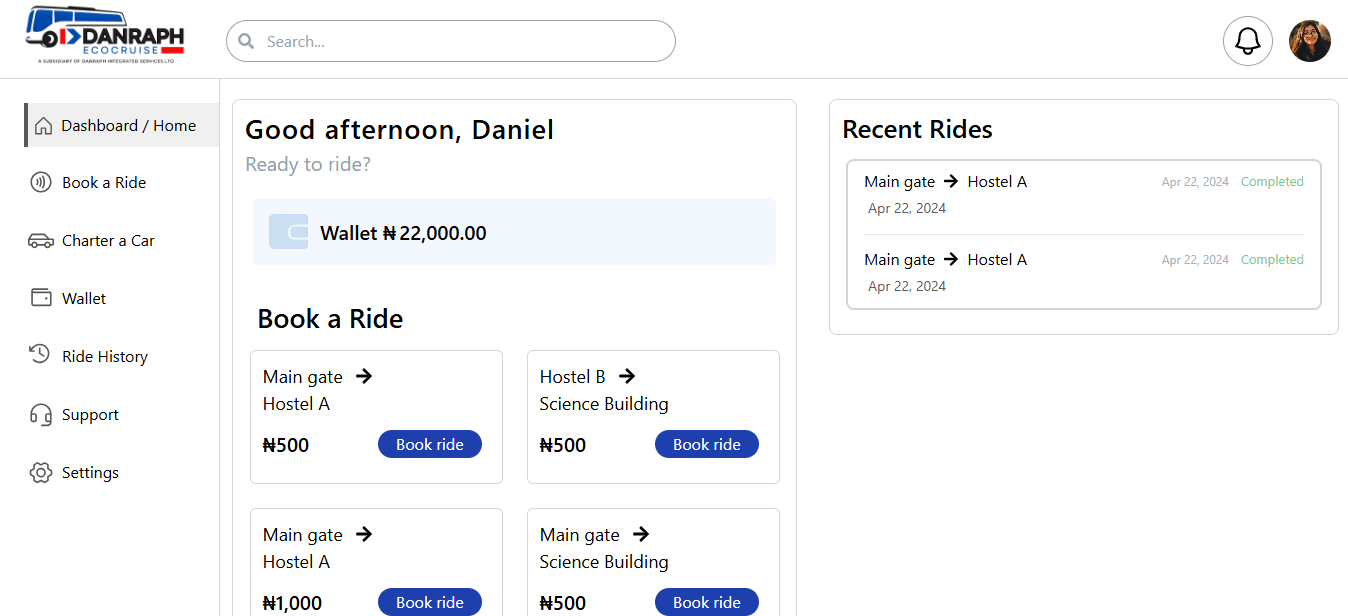 DANRAPH
ECOCRUISE
A SUBSIDIARY OF DANRAPH INTEGRATED SERVICES LTD
Search...
Dashboard / Home
Book a Ride
Charter a Car
Wallet
Ride History
Support
Settings
Good afternoon, Daniel
Ready to ride?
Wallet ₦ 22,000.00
Book a Ride
Main gate → 
Hostel A
₦500 Book ride
Hostel B →
Science Building
₦500 Book ride
Main gate →
Hostel A
₦1,000 Book ride
Main gate →
Science Building
₦500 Book ride
Recent Rides
Main gate → Hostel A Apr 22, 2024 Completed
Apr 22, 2024
Main gate → Hostel A Apr 22, 2024 Completed
Apr 22, 2024